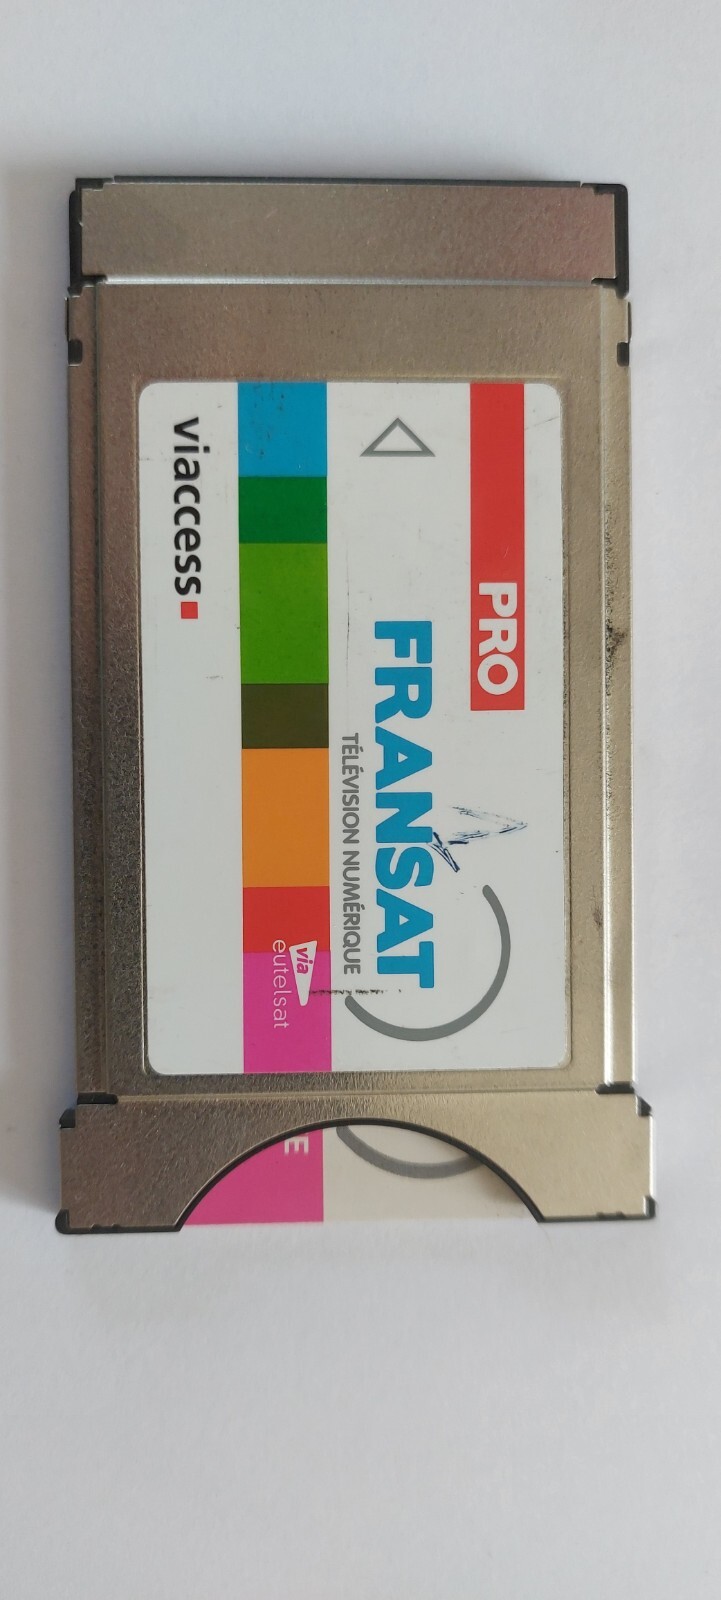 PRO
FRANSAT
TÉLÉVISION NUMÉRIQUE
via
eutelsat
viaccess